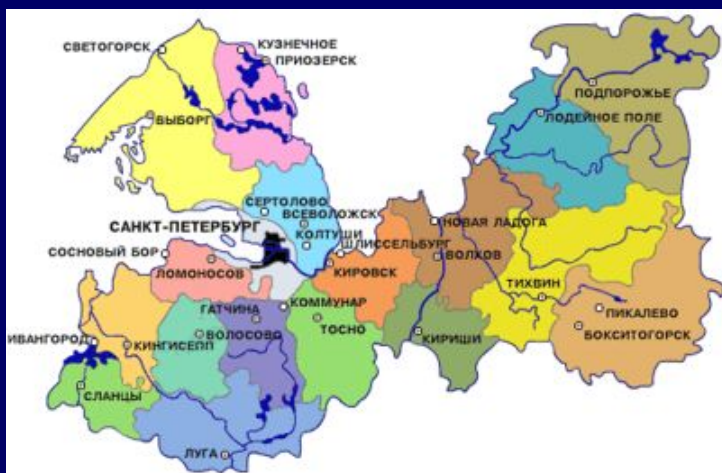 СВЕТОГОРСК
КУЗНЕЧНОЕ
ПРИОЗЕРСК
ПОДПОРОЖЬЕ
ВЫБОРГ
ЛОДЕЙНОЕ ПОЛЕ
СЕРТОЛОВО
ВСЕВОЛОЖСК
НОВАЯ ЛАДОГА
САНКТ-ПЕТЕРБУРГ
КОЛТУШИ
ШЛИССЕЛЬБУРГ
СОСНОВЫЙ БОР
ВОЛХОВ
ЛОМОНОСОВ
КИРОВСК
ТИХВИН
КОММУНАР
ПИКАЛЕВО
ГАТЧИНА
ТОСНО
БОКСИТОГОРСК
ИВАНГОРОД
КИНГИСЕПП
ВОЛОСОВО
КИРИШИ
СЛАНЦЫ
ЛУГА